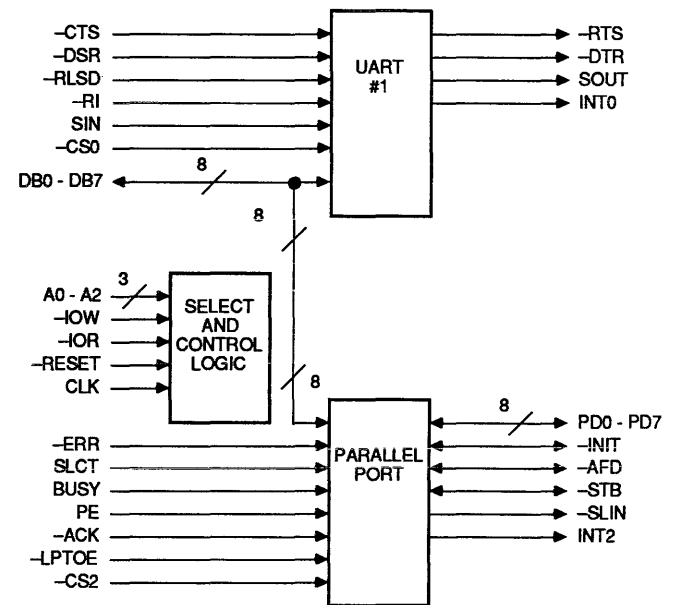 –CTS
–DSR
–RLSD
–RI
SIN
–CS0
DB0 - DB7
8
UART
#1
–RTS
–DTR
SOUT
INT0
8
A0 - A2
3
–IOW
–IOR
–RESET
CLK
SELECT
AND
CONTROL
LOGIC
8
–ERR
SLCT
BUSY
PE
–ACK
–LPTOE
–CS2
PARALLEL
PORT
8
PD0 - PD7
–INIT
–AFD
–STB
–SLIN
INT2